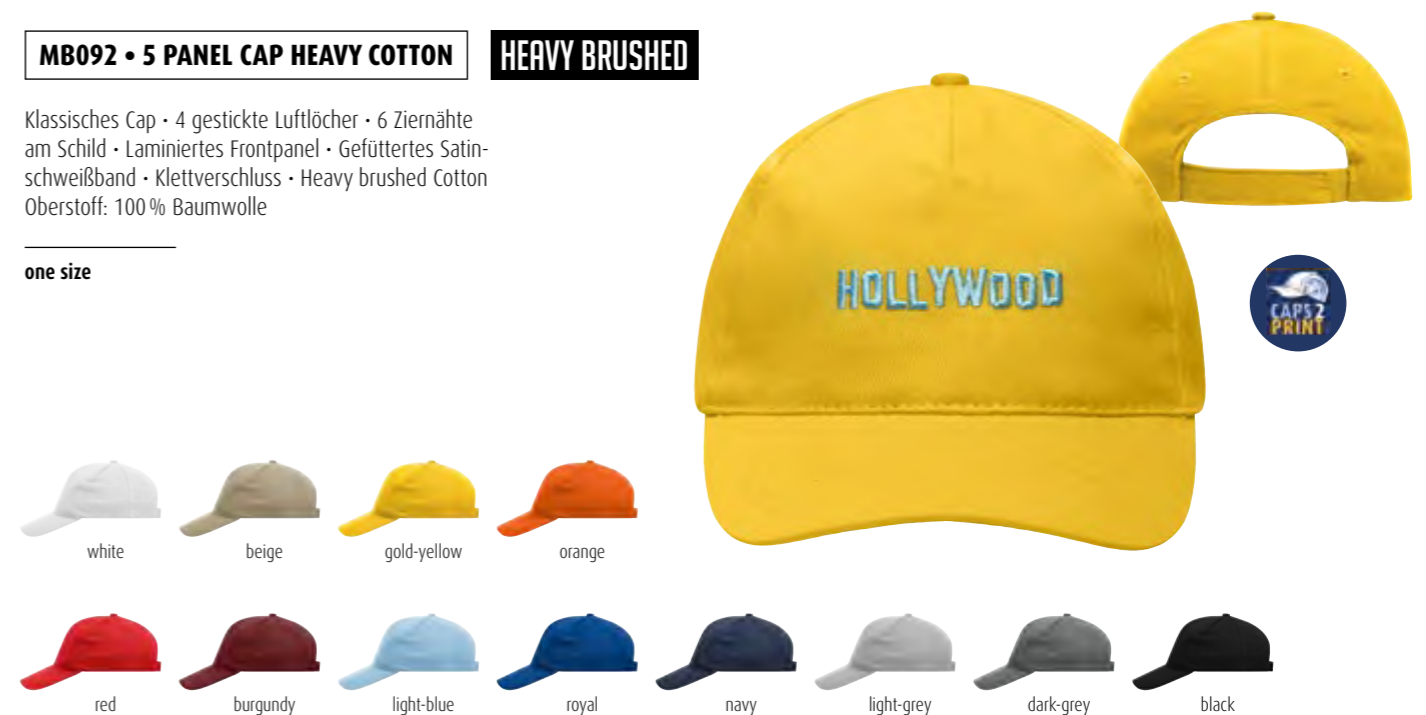 MB092 • 5 PANEL CAP HEAVY COTTON
HEAVY BRUSHED
Klassisches Cap · 4 gestickte Luftlöcher · 6 Ziernähte
am Schild · Laminiertes Frontpanel · Gefüttertes Satin-
schweißband · Klettverschluss · Heavy brushed Cotton
Oberstoff: 100 % Baumwolle
one size
HOLLYWOOD
CAPS2
PRINT
white
beige
gold-yellow
orange
red
burgundy
light-blue
royal
navy
light-grey
dark-grey
black